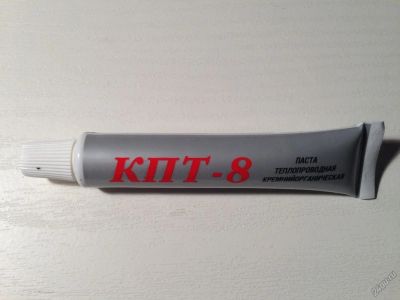 КПТ-8
ПАСТА
ТЕПЛОПРОВОДНАЯ
КРЕМНИЙОРГАНИЧЕСКАЯ